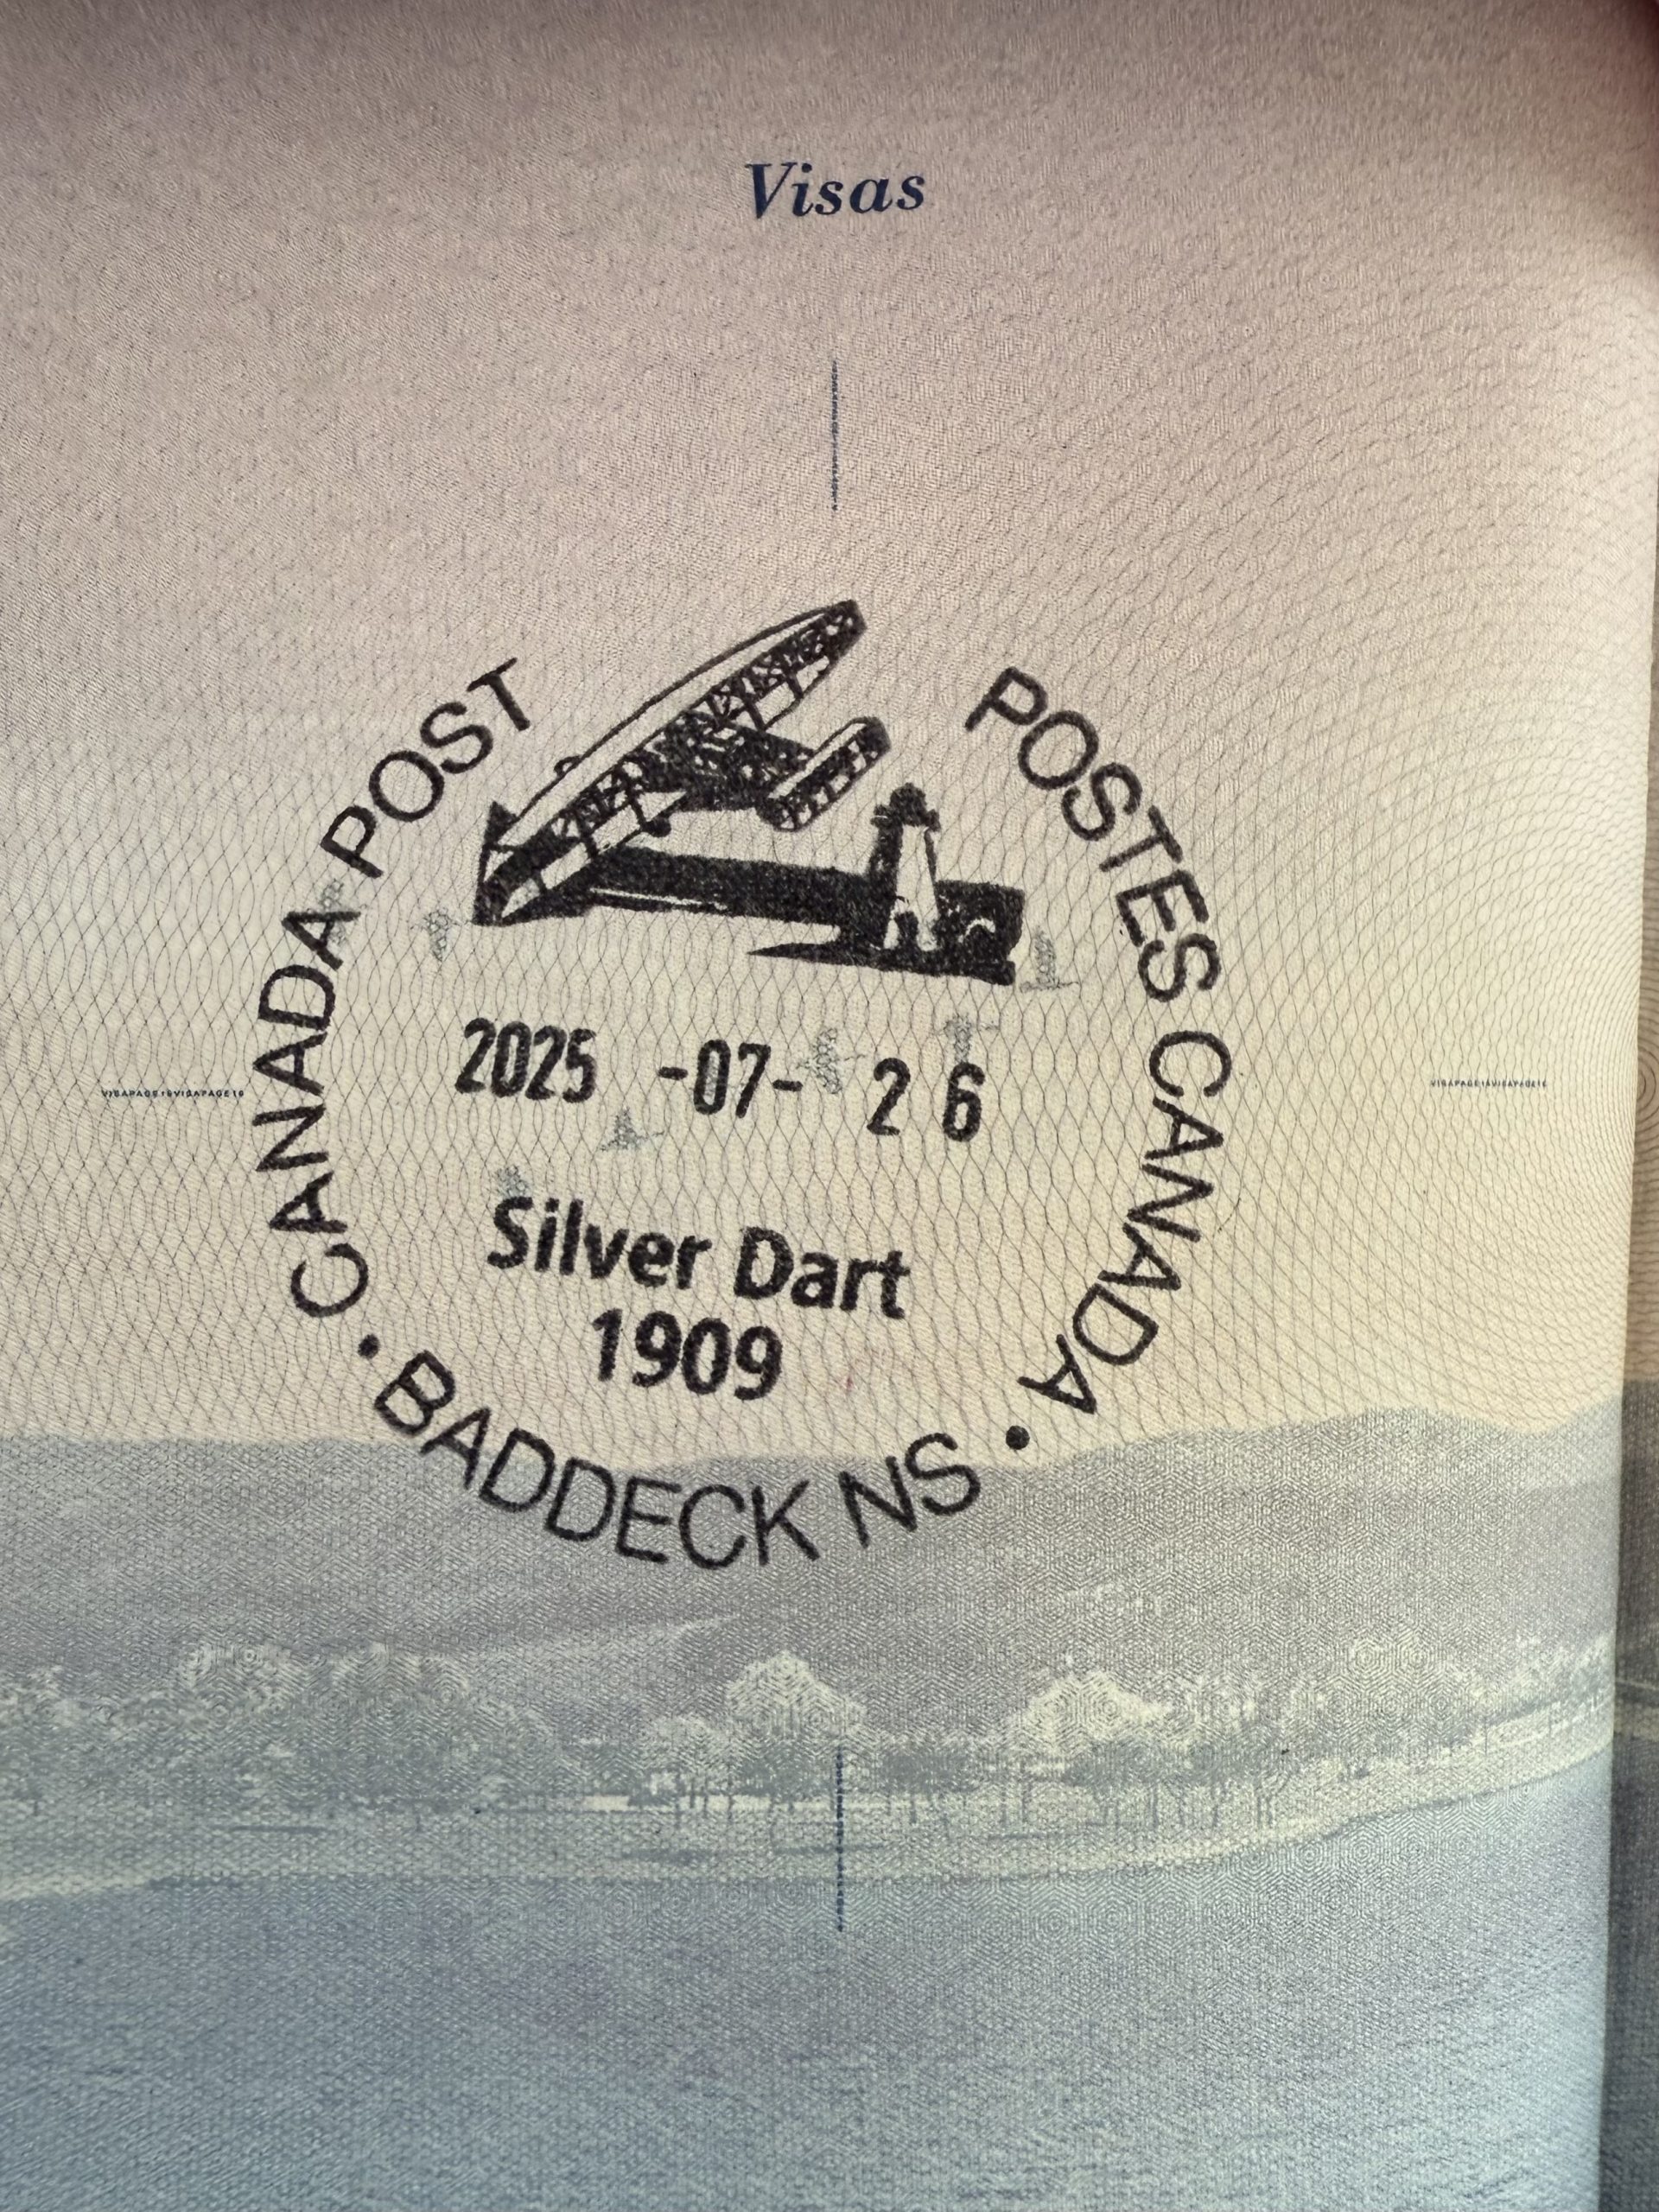 Visas
CANADA POST
POSTES CANADA
2025 -07- 26
Silver Dart
1909
• BADDECK NS •